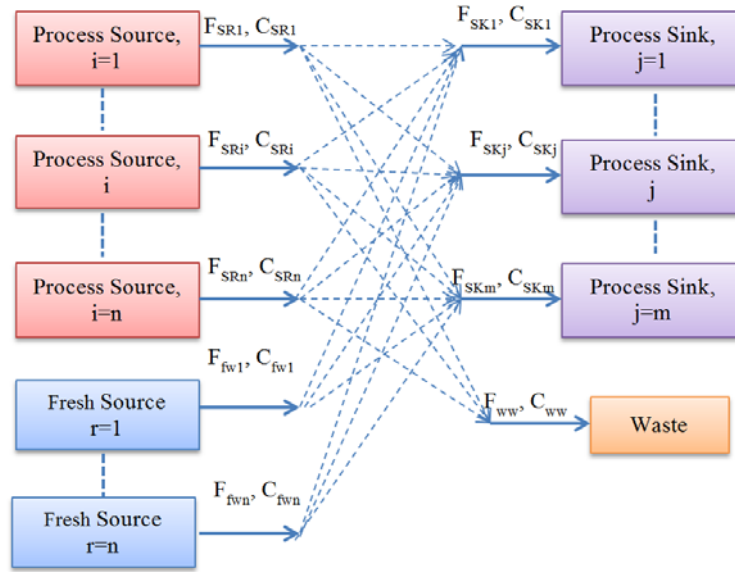 Process Source,
i=1
F_SR1, C_SR1
F_SK1, C_SK1
Process Sink,
j=1
Process Source,
i
F_SRi, C_SRi
F_SKj, C_SKj
Process Sink,
j
Process Source,
i=n
F_SRn, C_SRn
F_SKm, C_SKm
Process Sink,
j=m
Fresh Source
r=1
F_fw1, C_fw1
F_ww, C_ww
Waste
Fresh Source
r=n
F_fwn, C_fwn